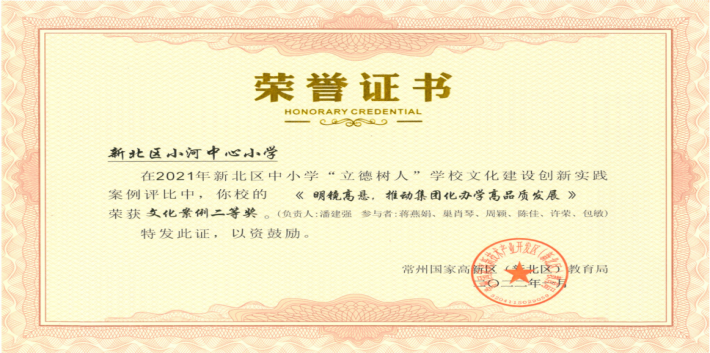 荣誉证书
HONORARY CREDENTIAL
新北区小河中心小学
在2021年新北区中小学“立德树人”学校文化建设创新实践
案例评比中，你校的 《 明镜高悬，推动集团化办学高品质发展 》
荣获 文化案例二等奖 。(负责人:潘建强 参与者:蒋燕娟、巢肖琴、周颖、陈佳、许荣、包敏)
特发此证，以资鼓励。
常州国家高新区（新北区）教育局
二〇二二年一月